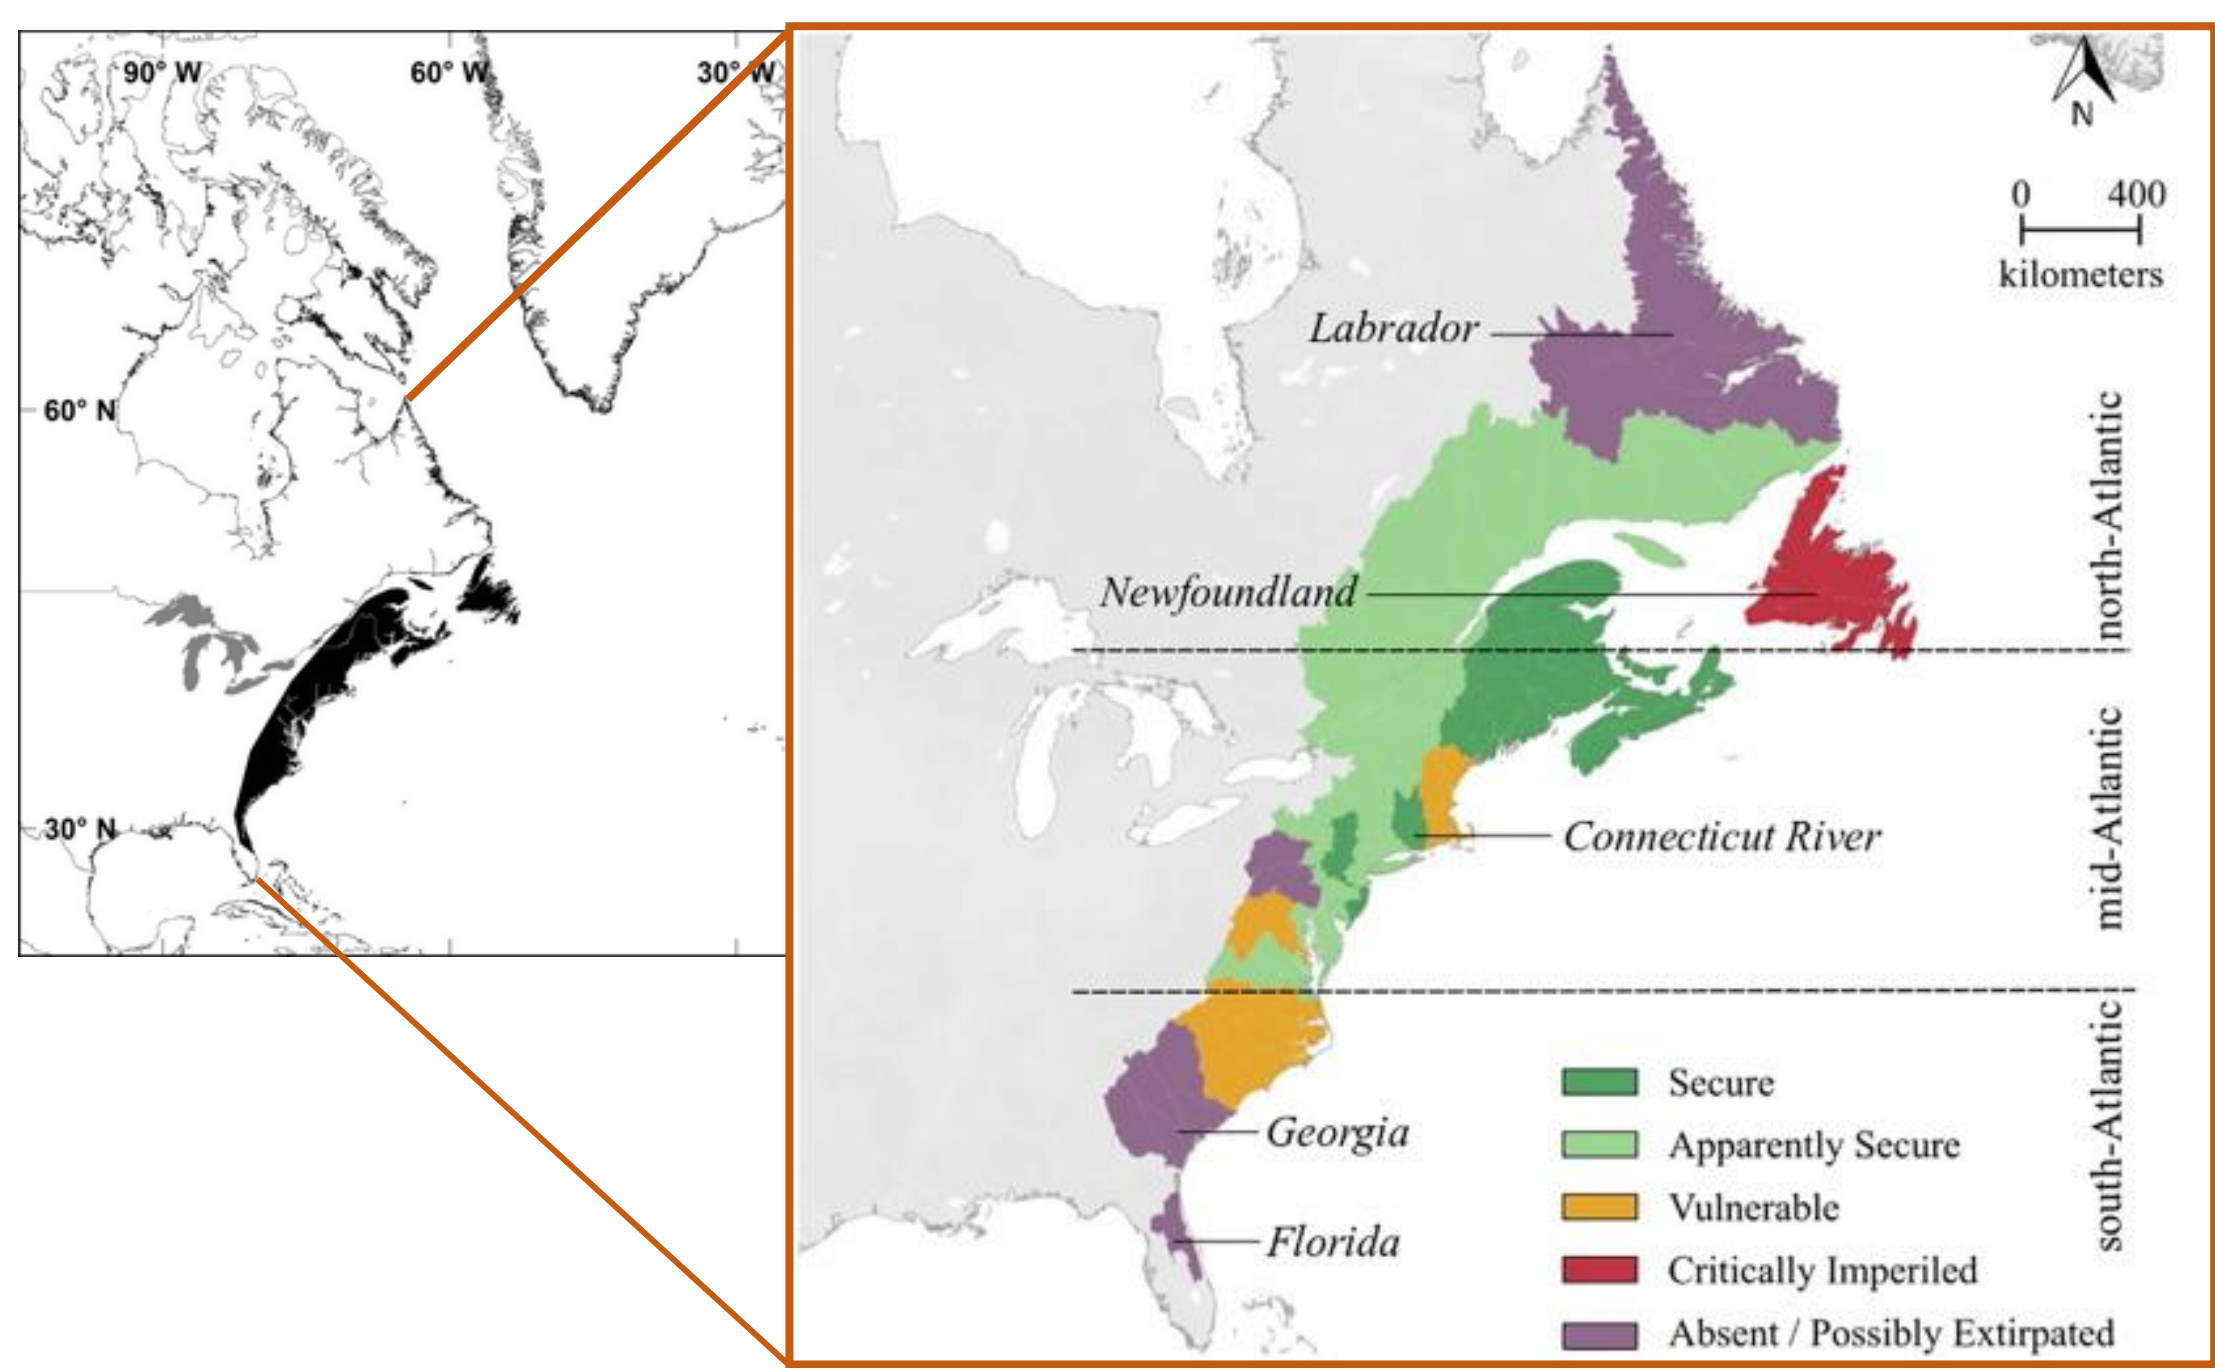 90° W
60° W
30° W
60° N
30° N
N
0 400
kilometers
Labrador
Newfoundland
Connecticut River
Georgia
Florida
north-Atlantic
mid-Atlantic
south-Atlantic
Secure
Apparently Secure
Vulnerable
Critically Imperiled
Absent / Possibly Extirpated